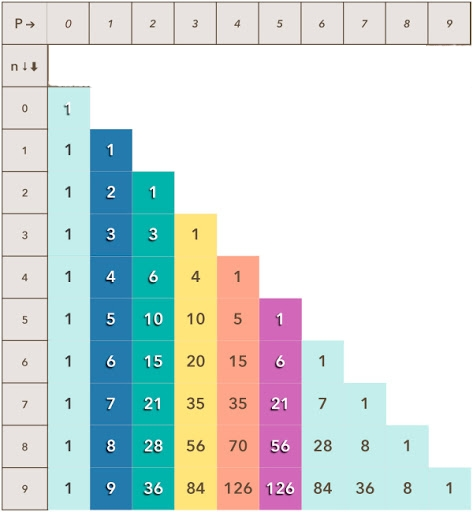 P→ 0 1 2 3 4 5 6 7 8 9
n ↓⬇
0 1
1 1 1
2 1 2 1
3 1 3 3 1
4 1 4 6 4 1
5 1 5 10 10 5 1
6 1 6 15 20 15 6 1
7 1 7 21 35 35 21 7 1
8 1 8 28 56 70 56 28 8 1
9 1 9 36 84 126 126 84 36 8 1